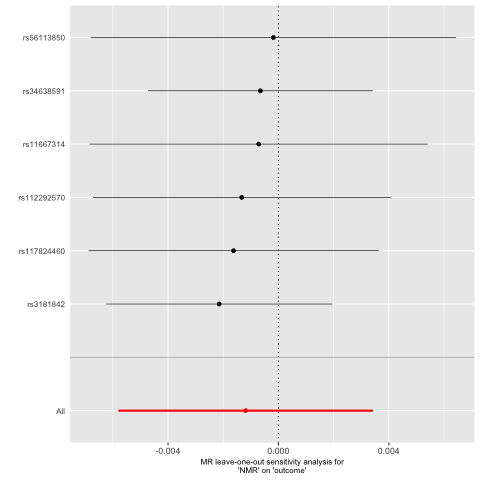 rs56113850
rs34638591
rs11667314
rs112292570
rs117824460
rs3181842
All
-0.004 0.000 0.004
MR leave-one-out sensitivity analysis for
'NMR' on 'outcome'